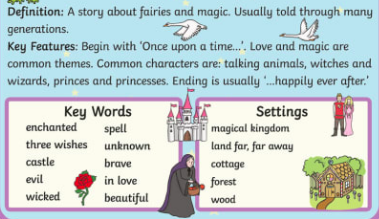 Definition: A story about fairies and magic. Usually told through many
generations.
Key Features: Begin with 'Once upon a time...'. Love and magic are
common themes. Common characters are: talking animals, witches and
wizards, princes and princesses. Ending is usually '...happily ever after.'
Key Words
enchanted spell
three wishes unknown
castle brave
evil in love
wicked beautiful
Settings
magical kingdom
land far, far away
cottage
forest
wood